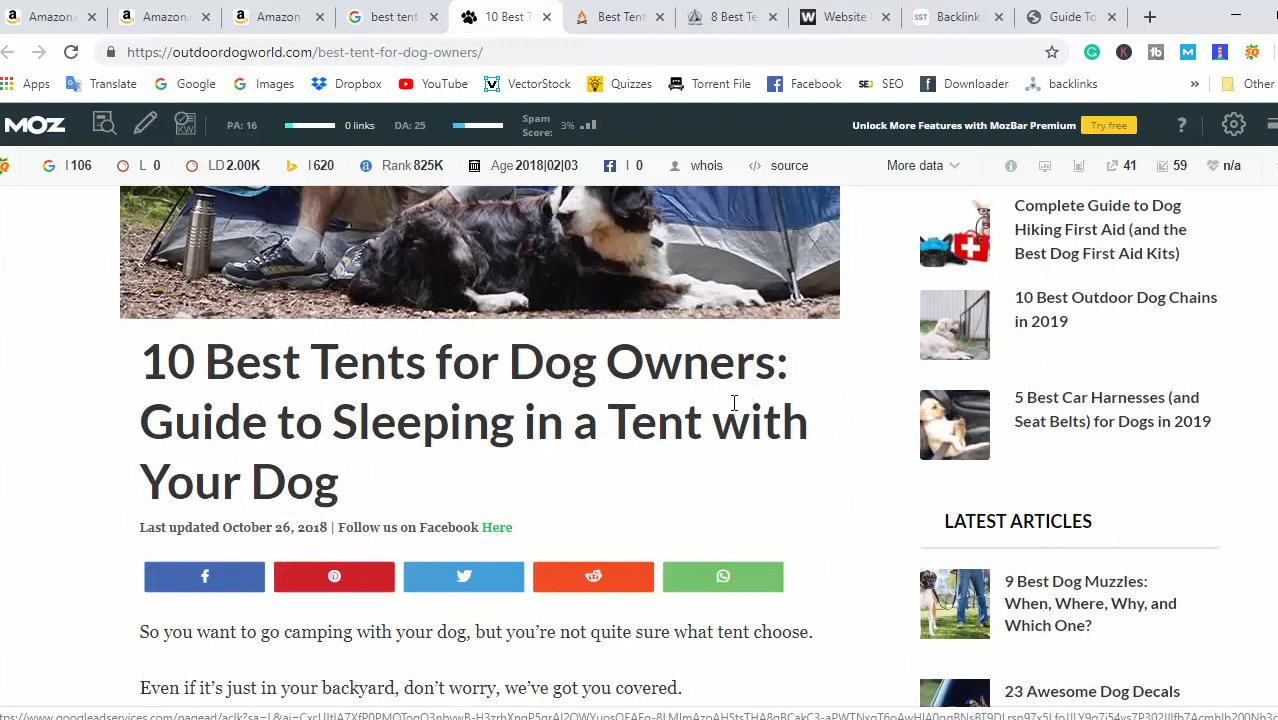 Amazon
Amazon
Amazon
best tent
10 Best T
Best Tent
8 Best Te
Website
Backlink
Guide To
https://outdoordogworld.com/best-tent-for-dog-owners/
Apps
Translate
Google
Images
Dropbox
YouTube
VectorStock
Quizzes
Torrent File
Facebook
SEO
SEO
Downloader
backlinks
»
Other
MOZ
PA: 16
0 links
DA: 25
Spam Score: 3%
Unlock More Features with MozBar Premium
Try free
?
I 106
L 0
LD 2.00K
I 620
Rank 825K
Age 2018|02|03
I 0
whois
source
More data
41
59
n/a
10 Best Tents for Dog Owners:
Guide to Sleeping in a Tent with
Your Dog
Last updated October 26, 2018 | Follow us on Facebook Here
So you want to go camping with your dog, but you're not quite sure what tent choose.
Even if it's just in your backyard, don't worry, we've got you covered.
Complete Guide to Dog
Hiking First Aid (and the
Best Dog First Aid Kits)
10 Best Outdoor Dog Chains
in 2019
5 Best Car Harnesses (and
Seat Belts) for Dogs in 2019
LATEST ARTICLES
9 Best Dog Muzzles:
When, Where, Why, and
Which One?
23 Awesome Dog Decals